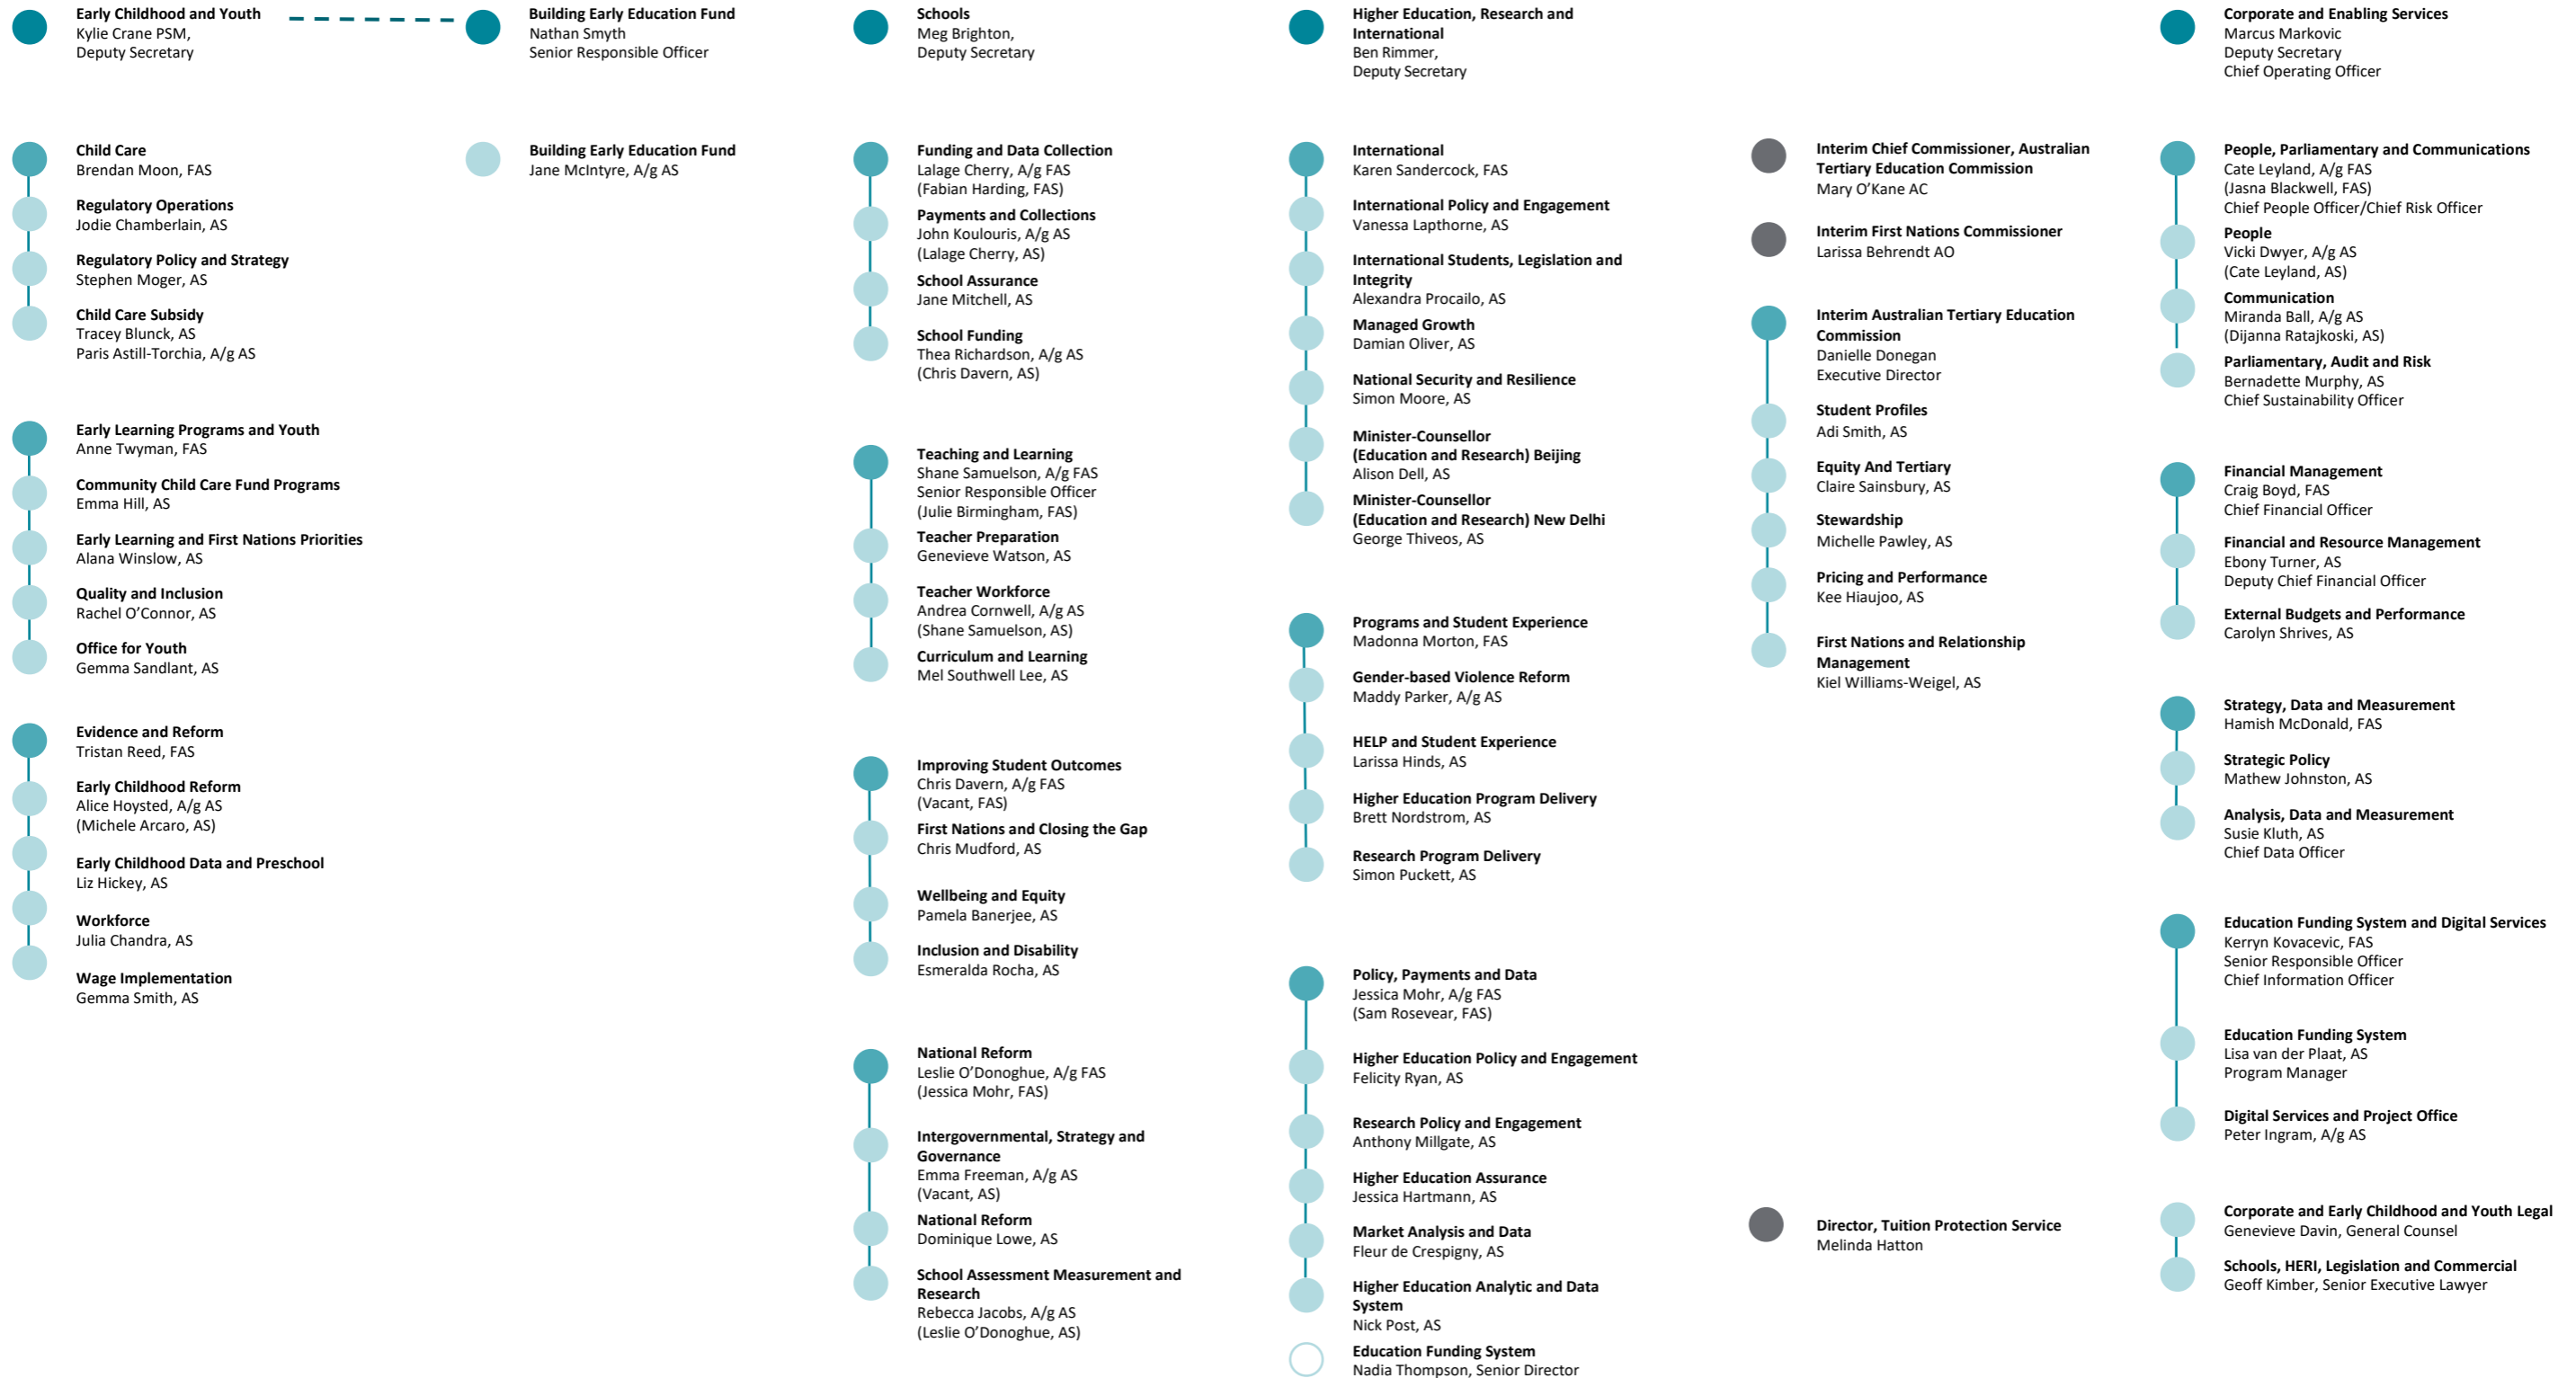 Early Childhood and Youth
Kylie Crane PSM,
Deputy Secretary
Building Early Education Fund
Nathan Smyth
Senior Responsible Officer
Schools
Meg Brighton,
Deputy Secretary
Higher Education, Research and
International
Ben Rimmer,
Deputy Secretary
Corporate and Enabling Services
Marcus Markovic
Deputy Secretary
Chief Operating Officer
Child Care
Brendan Moon, FAS
Regulatory Operations
Jodie Chamberlain, AS
Regulatory Policy and Strategy
Stephen Moger, AS
Child Care Subsidy
Tracey Blunck, AS
Paris Astill-Torchia, A/g AS
Early Learning Programs and Youth
Anne Twyman, FAS
Community Child Care Fund Programs
Emma Hill, AS
Early Learning and First Nations Priorities
Alana Winslow, AS
Quality and Inclusion
Rachel O’Connor, AS
Office for Youth
Gemma Sandlant, AS
Evidence and Reform
Tristan Reed, FAS
Early Childhood Reform
Alice Hoysted, A/g AS
(Michele Arcaro, AS)
Early Childhood Data and Preschool
Liz Hickey, AS
Workforce
Julia Chandra, AS
Wage Implementation
Gemma Smith, AS
Building Early Education Fund
Jane McIntyre, A/g AS
Funding and Data Collection
Lalage Cherry, A/g FAS
(Fabian Harding, FAS)
Payments and Collections
John Koulouris, A/g AS
(Lalage Cherry, AS)
School Assurance
Jane Mitchell, AS
School Funding
Thea Richardson, A/g AS
(Chris Davern, AS)
Teaching and Learning
Shane Samuelson, A/g FAS
Senior Responsible Officer
(Julie Birmingham, FAS)
Teacher Preparation
Genevieve Watson, AS
Teacher Workforce
Andrea Cornwell, A/g AS
(Shane Samuelson, AS)
Curriculum and Learning
Mel Southwell Lee, AS
Improving Student Outcomes
Chris Davern, A/g FAS
(Vacant, FAS)
First Nations and Closing the Gap
Chris Mudford, AS
Wellbeing and Equity
Pamela Banerjee, AS
Inclusion and Disability
Esmeralda Rocha, AS
National Reform
Leslie O’Donoghue, A/g FAS
(Jessica Mohr, FAS)
Intergovernmental, Strategy and
Governance
Emma Freeman, A/g AS
(Vacant, AS)
National Reform
Dominique Lowe, AS
School Assessment Measurement and
Research
Rebecca Jacobs, A/g AS
(Leslie O’Donoghue, AS)
International
Karen Sandercock, FAS
International Policy and Engagement
Vanessa Lapthorne, AS
International Students, Legislation and
Integrity
Alexandra Procailo, AS
Managed Growth
Damian Oliver, AS
National Security and Resilience
Simon Moore, AS
Minister-Counsellor
(Education and Research) Beijing
Alison Dell, AS
Minister-Counsellor
(Education and Research) New Delhi
George Thiveos, AS
Programs and Student Experience
Madonna Morton, FAS
Gender-based Violence Reform
Maddy Parker, A/g AS
HELP and Student Experience
Larissa Hinds, AS
Higher Education Program Delivery
Brett Nordstrom, AS
Research Program Delivery
Simon Puckett, AS
Policy, Payments and Data
Jessica Mohr, A/g FAS
(Sam Rosevear, FAS)
Higher Education Policy and Engagement
Felicity Ryan, AS
Research Policy and Engagement
Anthony Millgate, AS
Higher Education Assurance
Jessica Hartmann, AS
Market Analysis and Data
Fleur de Crespigny, AS
Higher Education Analytic and Data
System
Nick Post, AS
Education Funding System
Nadia Thompson, Senior Director
Interim Chief Commissioner, Australian
Tertiary Education Commission
Mary O’Kane AC
Interim First Nations Commissioner
Larissa Behrendt AO
Interim Australian Tertiary Education
Commission
Danielle Donegan
Executive Director
Student Profiles
Adi Smith, AS
Equity And Tertiary
Claire Sainsbury, AS
Stewardship
Michelle Pawley, AS
Pricing and Performance
Kee Hiaujoo, AS
First Nations and Relationship
Management
Kiel Williams-Weigel, AS
Director, Tuition Protection Service
Melinda Hatton
People, Parliamentary and Communications
Cate Leyland, A/g FAS
(Jasna Blackwell, FAS)
Chief People Officer/Chief Risk Officer
People
Vicki Dwyer, A/g AS
(Cate Leyland, AS)
Communication
Miranda Ball, A/g AS
(Dijanna Ratajkoski, AS)
Parliamentary, Audit and Risk
Bernadette Murphy, AS
Chief Sustainability Officer
Financial Management
Craig Boyd, FAS
Chief Financial Officer
Financial and Resource Management
Ebony Turner, AS
Deputy Chief Financial Officer
External Budgets and Performance
Carolyn Shrives, AS
Strategy, Data and Measurement
Hamish McDonald, FAS
Strategic Policy
Mathew Johnston, AS
Analysis, Data and Measurement
Susie Kluth, AS
Chief Data Officer
Education Funding System and Digital Services
Kerryn Kovacevic, FAS
Senior Responsible Officer
Chief Information Officer
Education Funding System
Lisa van der Plaat, AS
Program Manager
Digital Services and Project Office
Peter Ingram, A/g AS
Corporate and Early Childhood and Youth Legal
Genevieve Davin, General Counsel
Schools, HERI, Legislation and Commercial
Geoff Kimber, Senior Executive Lawyer